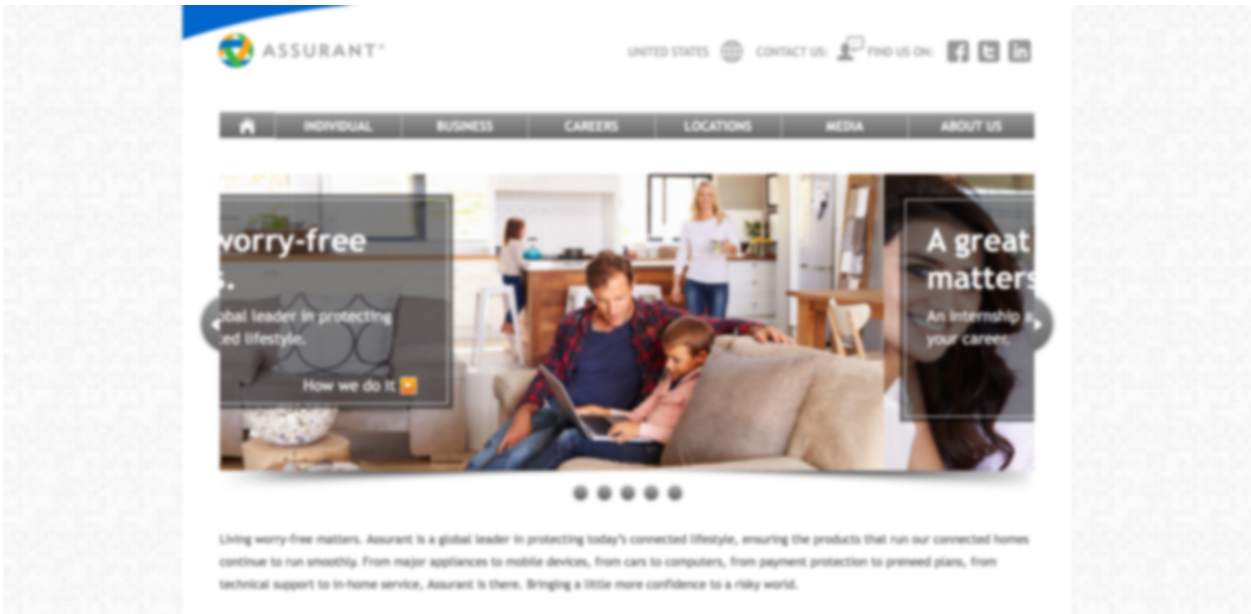 ASSURANT®
UNITED STATES CONTACT US: FIND US ON:
INDIVIDUAL BUSINESS CAREERS LOCATIONS MEDIA ABOUT US
worry-free
s.
obal leader in protecting
ted lifestyle.
How we do it
A great
matters
An internship a
your career.
Living worry-free matters. Assurant is a global leader in protecting today's connected lifestyle, ensuring the products that run our connected homes
continue to run smoothly. From major appliances to mobile devices, from cars to computers, from payment protection to preneed plans, from
technical support to in-home service, Assurant is there. Bringing a little more confidence to a risky world.